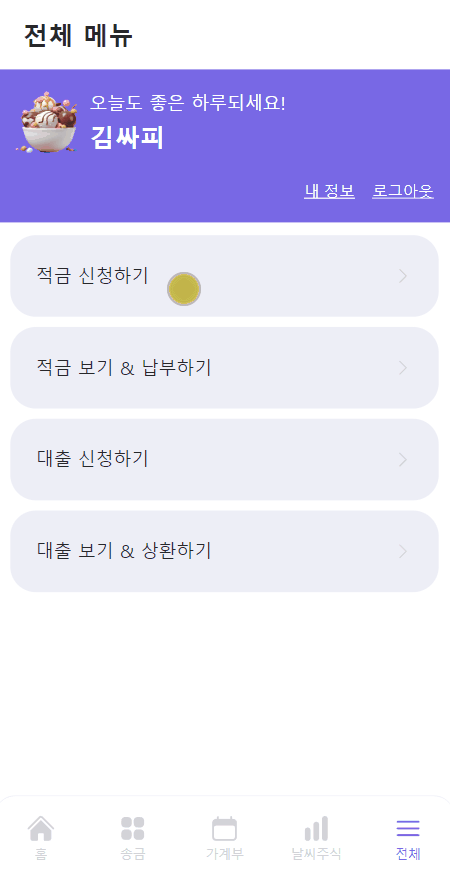 전체 메뉴
오늘도 좋은 하루되세요!
김싸피
내 정보 로그아웃
적금 신청하기
적금 보기 & 납부하기
대출 신청하기
대출 보기 & 상환하기
홈 송금 가계부 날씨주식 전체